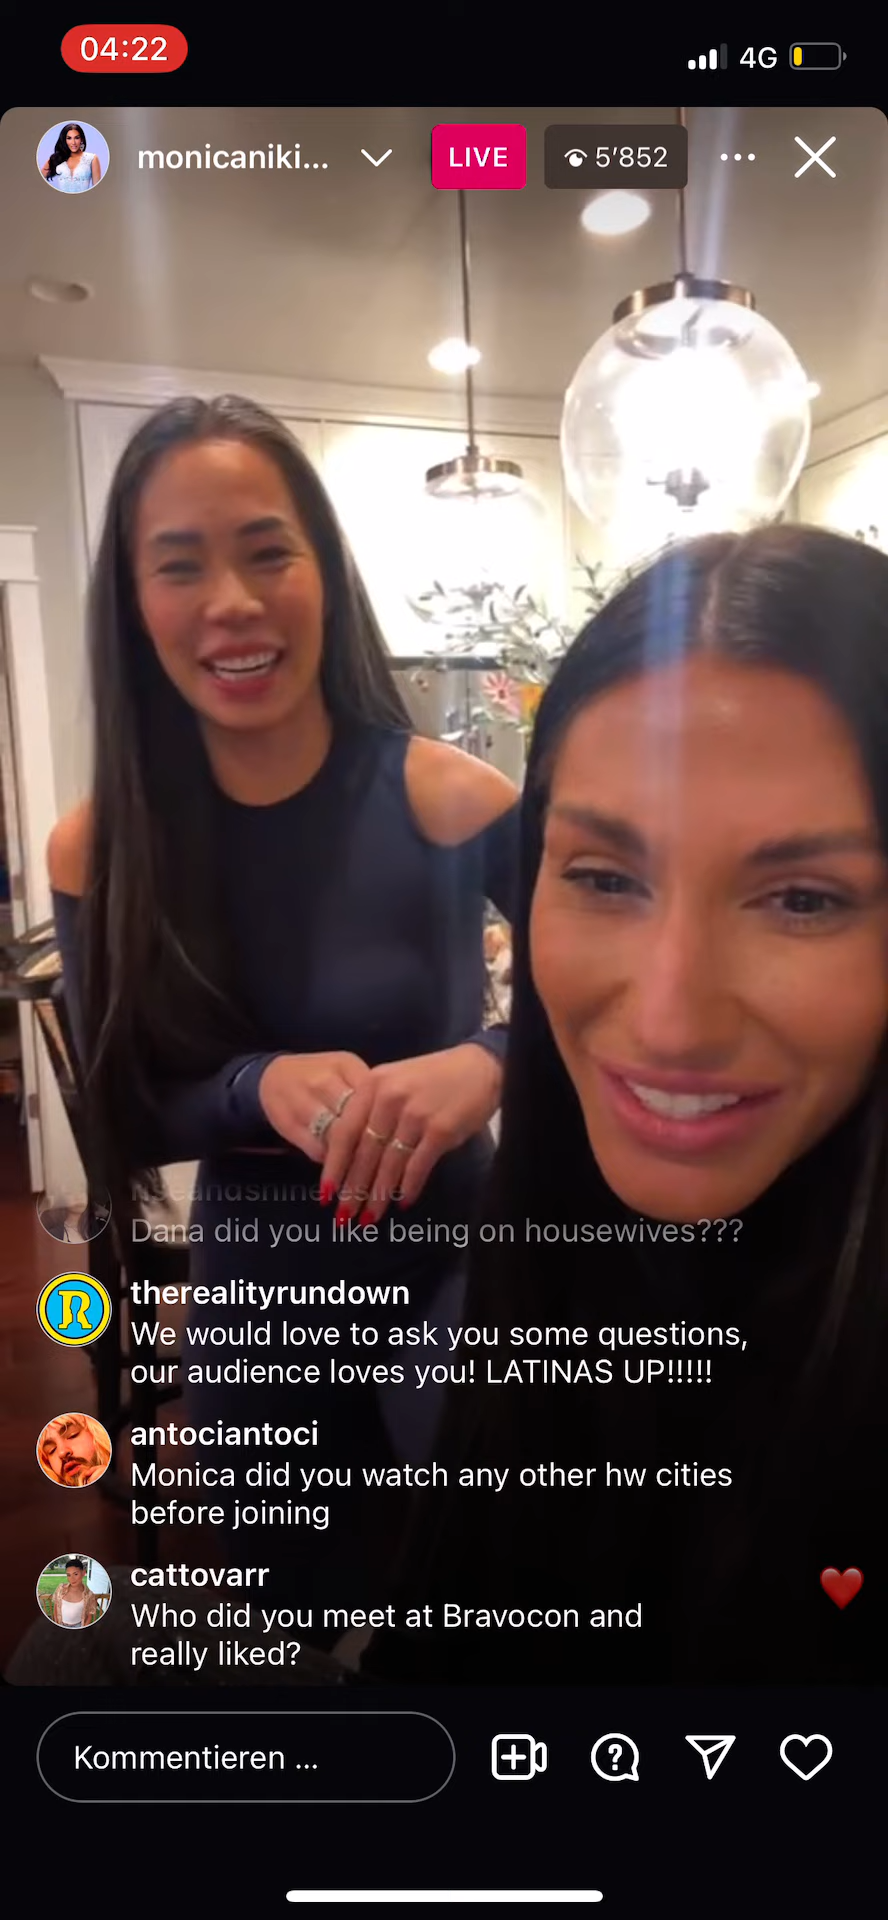 04:22
4G
monicaniki...
LIVE
5’852
Dana did you like being on housewives???
therealityrundown
We would love to ask you some questions,
our audience loves you! LATINAS UP!!!!!
antociantoci
Monica did you watch any other hw cities
before joining
cattovarr
Who did you meet at Bravocon and
really liked?
Kommentieren ...